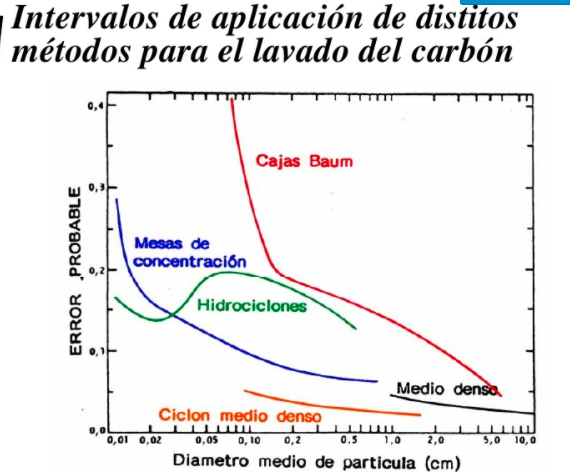 Intervalos de aplicación de distitos
métodos para el lavado del carbón
0,4
Cajas Baum
0,3
Mesas de
concentración
0,2
Hidrociclones
0,1
Medio denso
Ciclon medio denso
0,0
0,01 0,02 0,05 0,10 0,2 0.5 1,0 2,0 5,0 10,0
ERROR PROBABLE
Diametro medio de particula (cm)